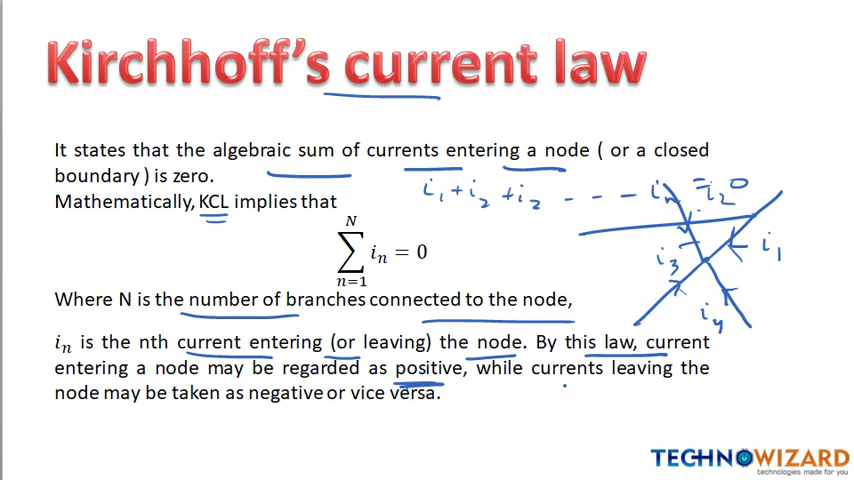 Kirchhoff's current law
It states that the algebraic sum of currents entering a node ( or a closed
boundary ) is zero.
i₁ + i₂ + i₂ - - - - iₙ = 0
i₂
Mathematically, KCL implies that
N
∑ iₙ = 0
n=1
i₃
i₁
i₄
Where N is the number of branches connected to the node,
iₙ is the nth current entering (or leaving) the node. By this law, current
entering a node may be regarded as positive, while currents leaving the
node may be taken as negative or vice versa.
TECHNOWIZARD
technologies made for you